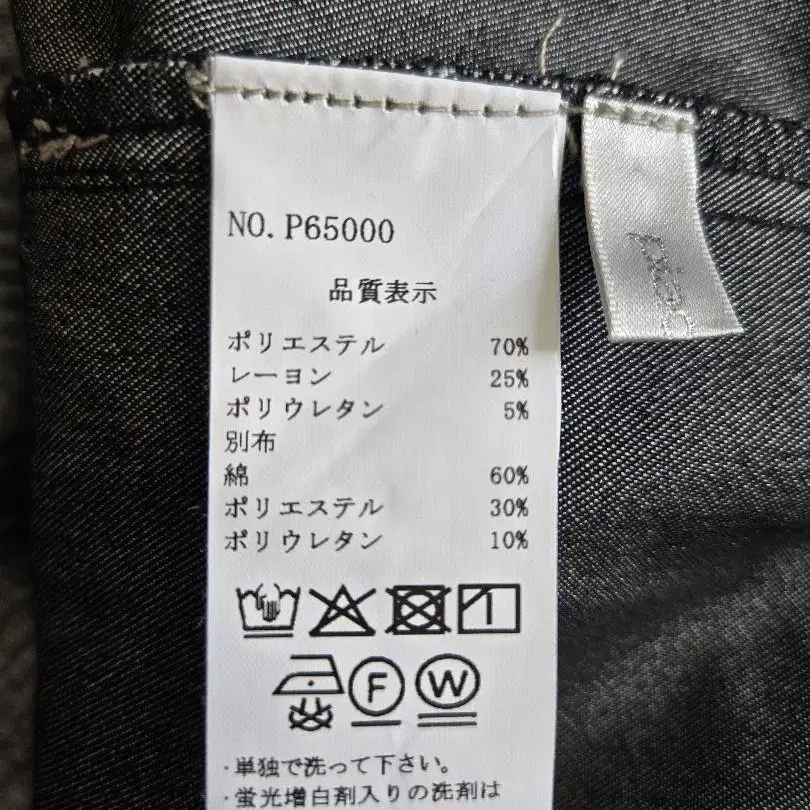 NO. P65000
品質表示
ポリエステル 70%
レーヨン 25%
ポリウレタン 5%
別布
綿 60%
ポリエステル 30%
ポリウレタン 10%
F W
・単独で洗って下さい。
・蛍光増白剤入りの洗剤は